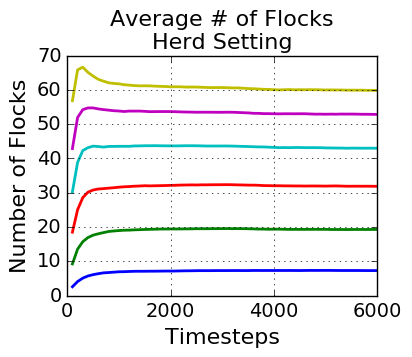 Average # of Flocks
Herd Setting
Number of Flocks
70
60
50
40
30
20
10
0
0 2000 4000 6000
Timesteps